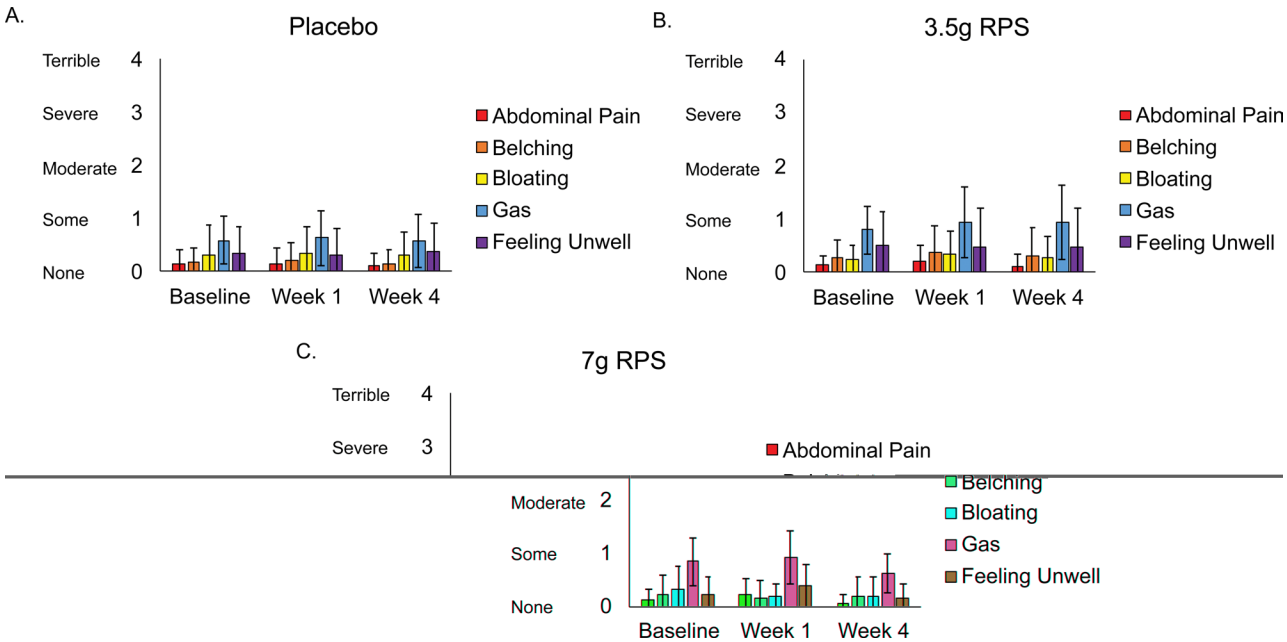 A.
Placebo
Terrible 4
Severe 3
Moderate 2
Some 1
None 0
Baseline Week 1 Week 4
Abdominal Pain
Belching
Bloating
Gas
Feeling Unwell
B.
3.5g RPS
Terrible 4
Severe 3
Moderate 2
Some 1
None 0
Baseline Week 1 Week 4
Abdominal Pain
Belching
Bloating
Gas
Feeling Unwell
C.
7g RPS
Terrible 4
Severe 3
Moderate 2
Some 1
None 0
Baseline Week 1 Week 4
Abdominal Pain
Belching
Bloating
Gas
Feeling Unwell